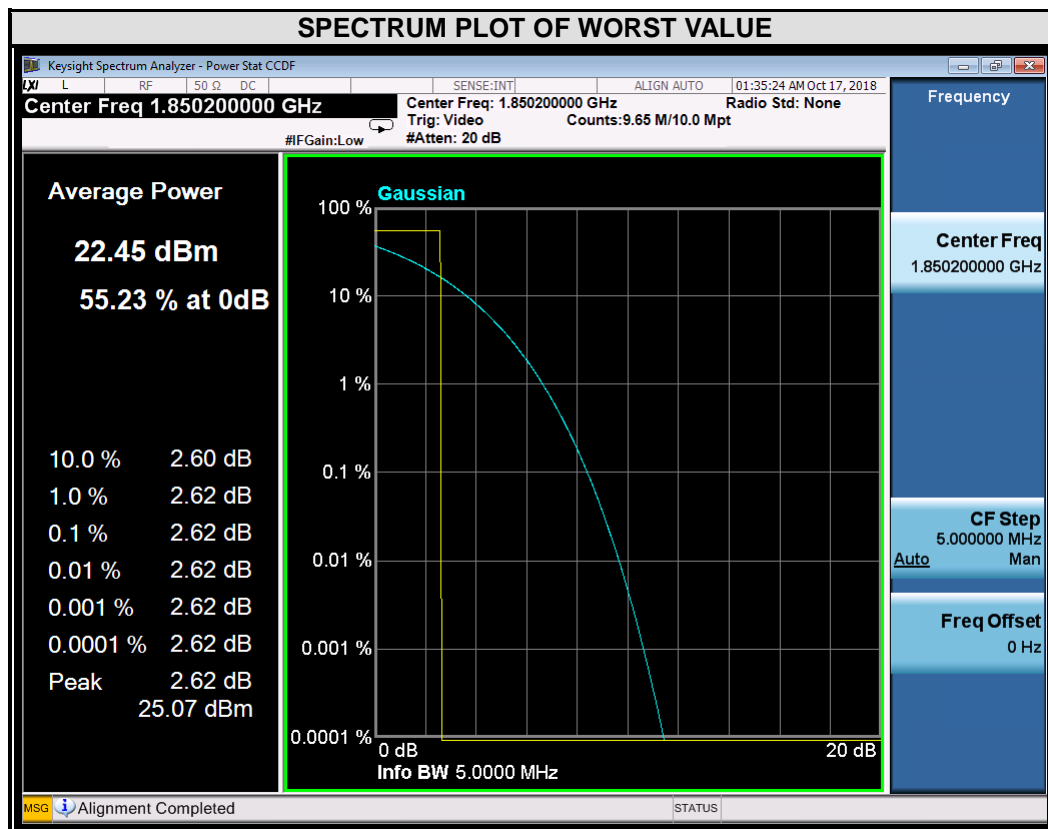 SPECTRUM PLOT OF WORST VALUE
Keysight Spectrum Analyzer - Power Stat CCDF
LXI L RF 50 Ω DC SENSE:INT ALIGN AUTO 01:35:24 AM Oct 17, 2018
Center Freq 1.850200000 GHz
#IFGain:Low
Center Freq: 1.850200000 GHz Radio Std: None
Trig: Video Counts:9.65 M/10.0 Mpt
#Atten: 20 dB
Frequency
Average Power
22.45 dBm
55.23 % at 0dB
10.0 % 2.60 dB
1.0 % 2.62 dB
0.1 % 2.62 dB
0.01 % 2.62 dB
0.001 % 2.62 dB
0.0001 % 2.62 dB
Peak 2.62 dB
25.07 dBm
Gaussian
100 %
10 %
1 %
0.1 %
0.01 %
0.001 %
0.0001 %
0 dB 20 dB
Info BW 5.0000 MHz
Center Freq
1.850200000 GHz
CF Step
5.000000 MHz
Auto Man
Freq Offset
0 Hz
MSG Alignment Completed STATUS